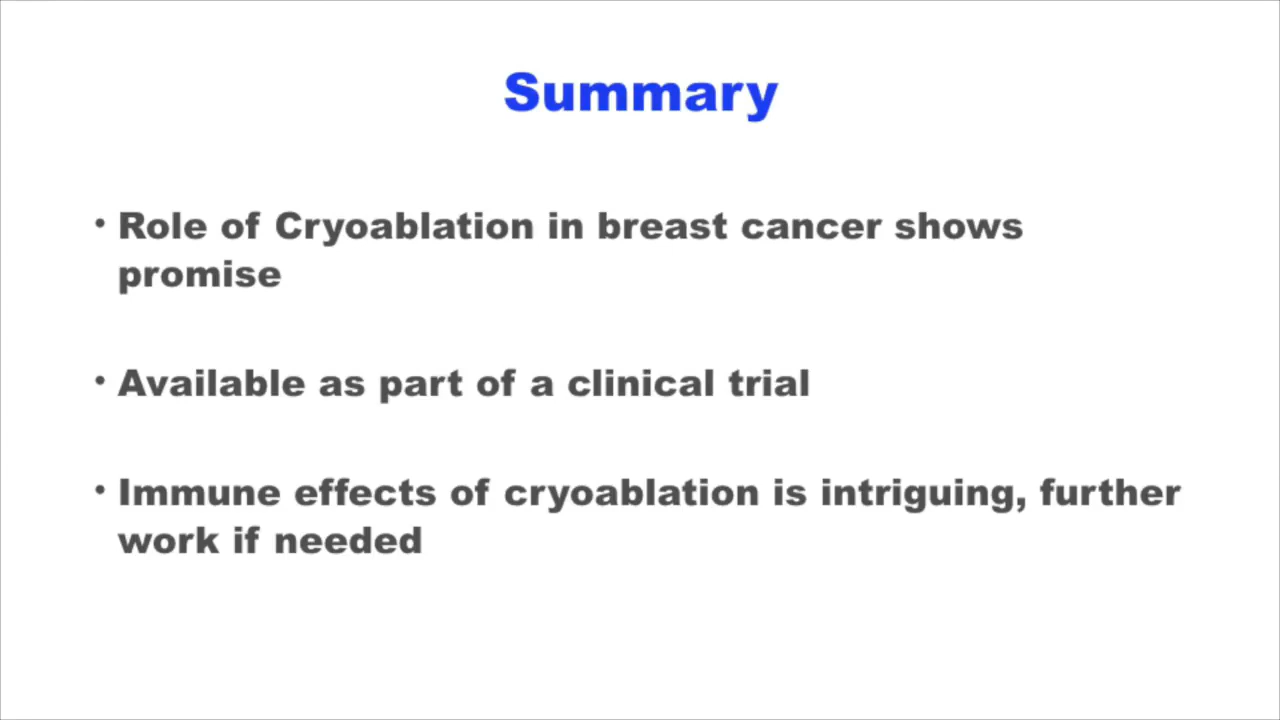 Summary
• Role of Cryoablation in breast cancer shows
promise
• Available as part of a clinical trial
• Immune effects of cryoablation is intriguing, further
work if needed